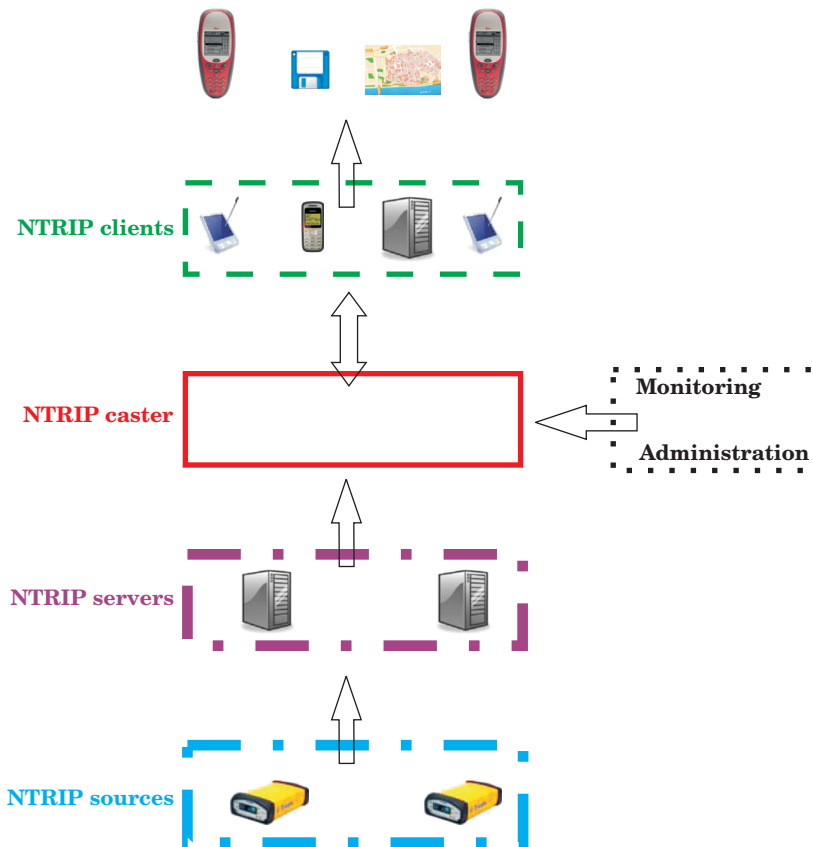 NTRIP clients
NTRIP caster
Monitoring
Administration
NTRIP servers
NTRIP sources